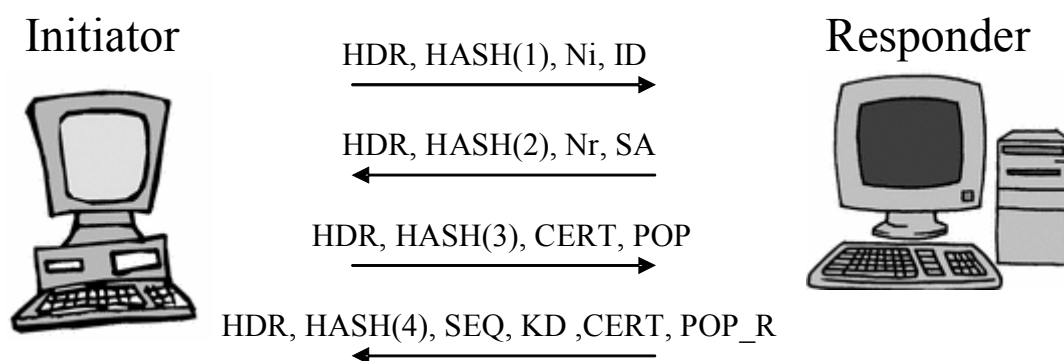 Initiator
Responder
HDR, HASH(1), Ni, ID
HDR, HASH(2), Nr, SA
HDR, HASH(3), CERT, POP
HDR, HASH(4), SEQ, KD ,CERT, POP_R